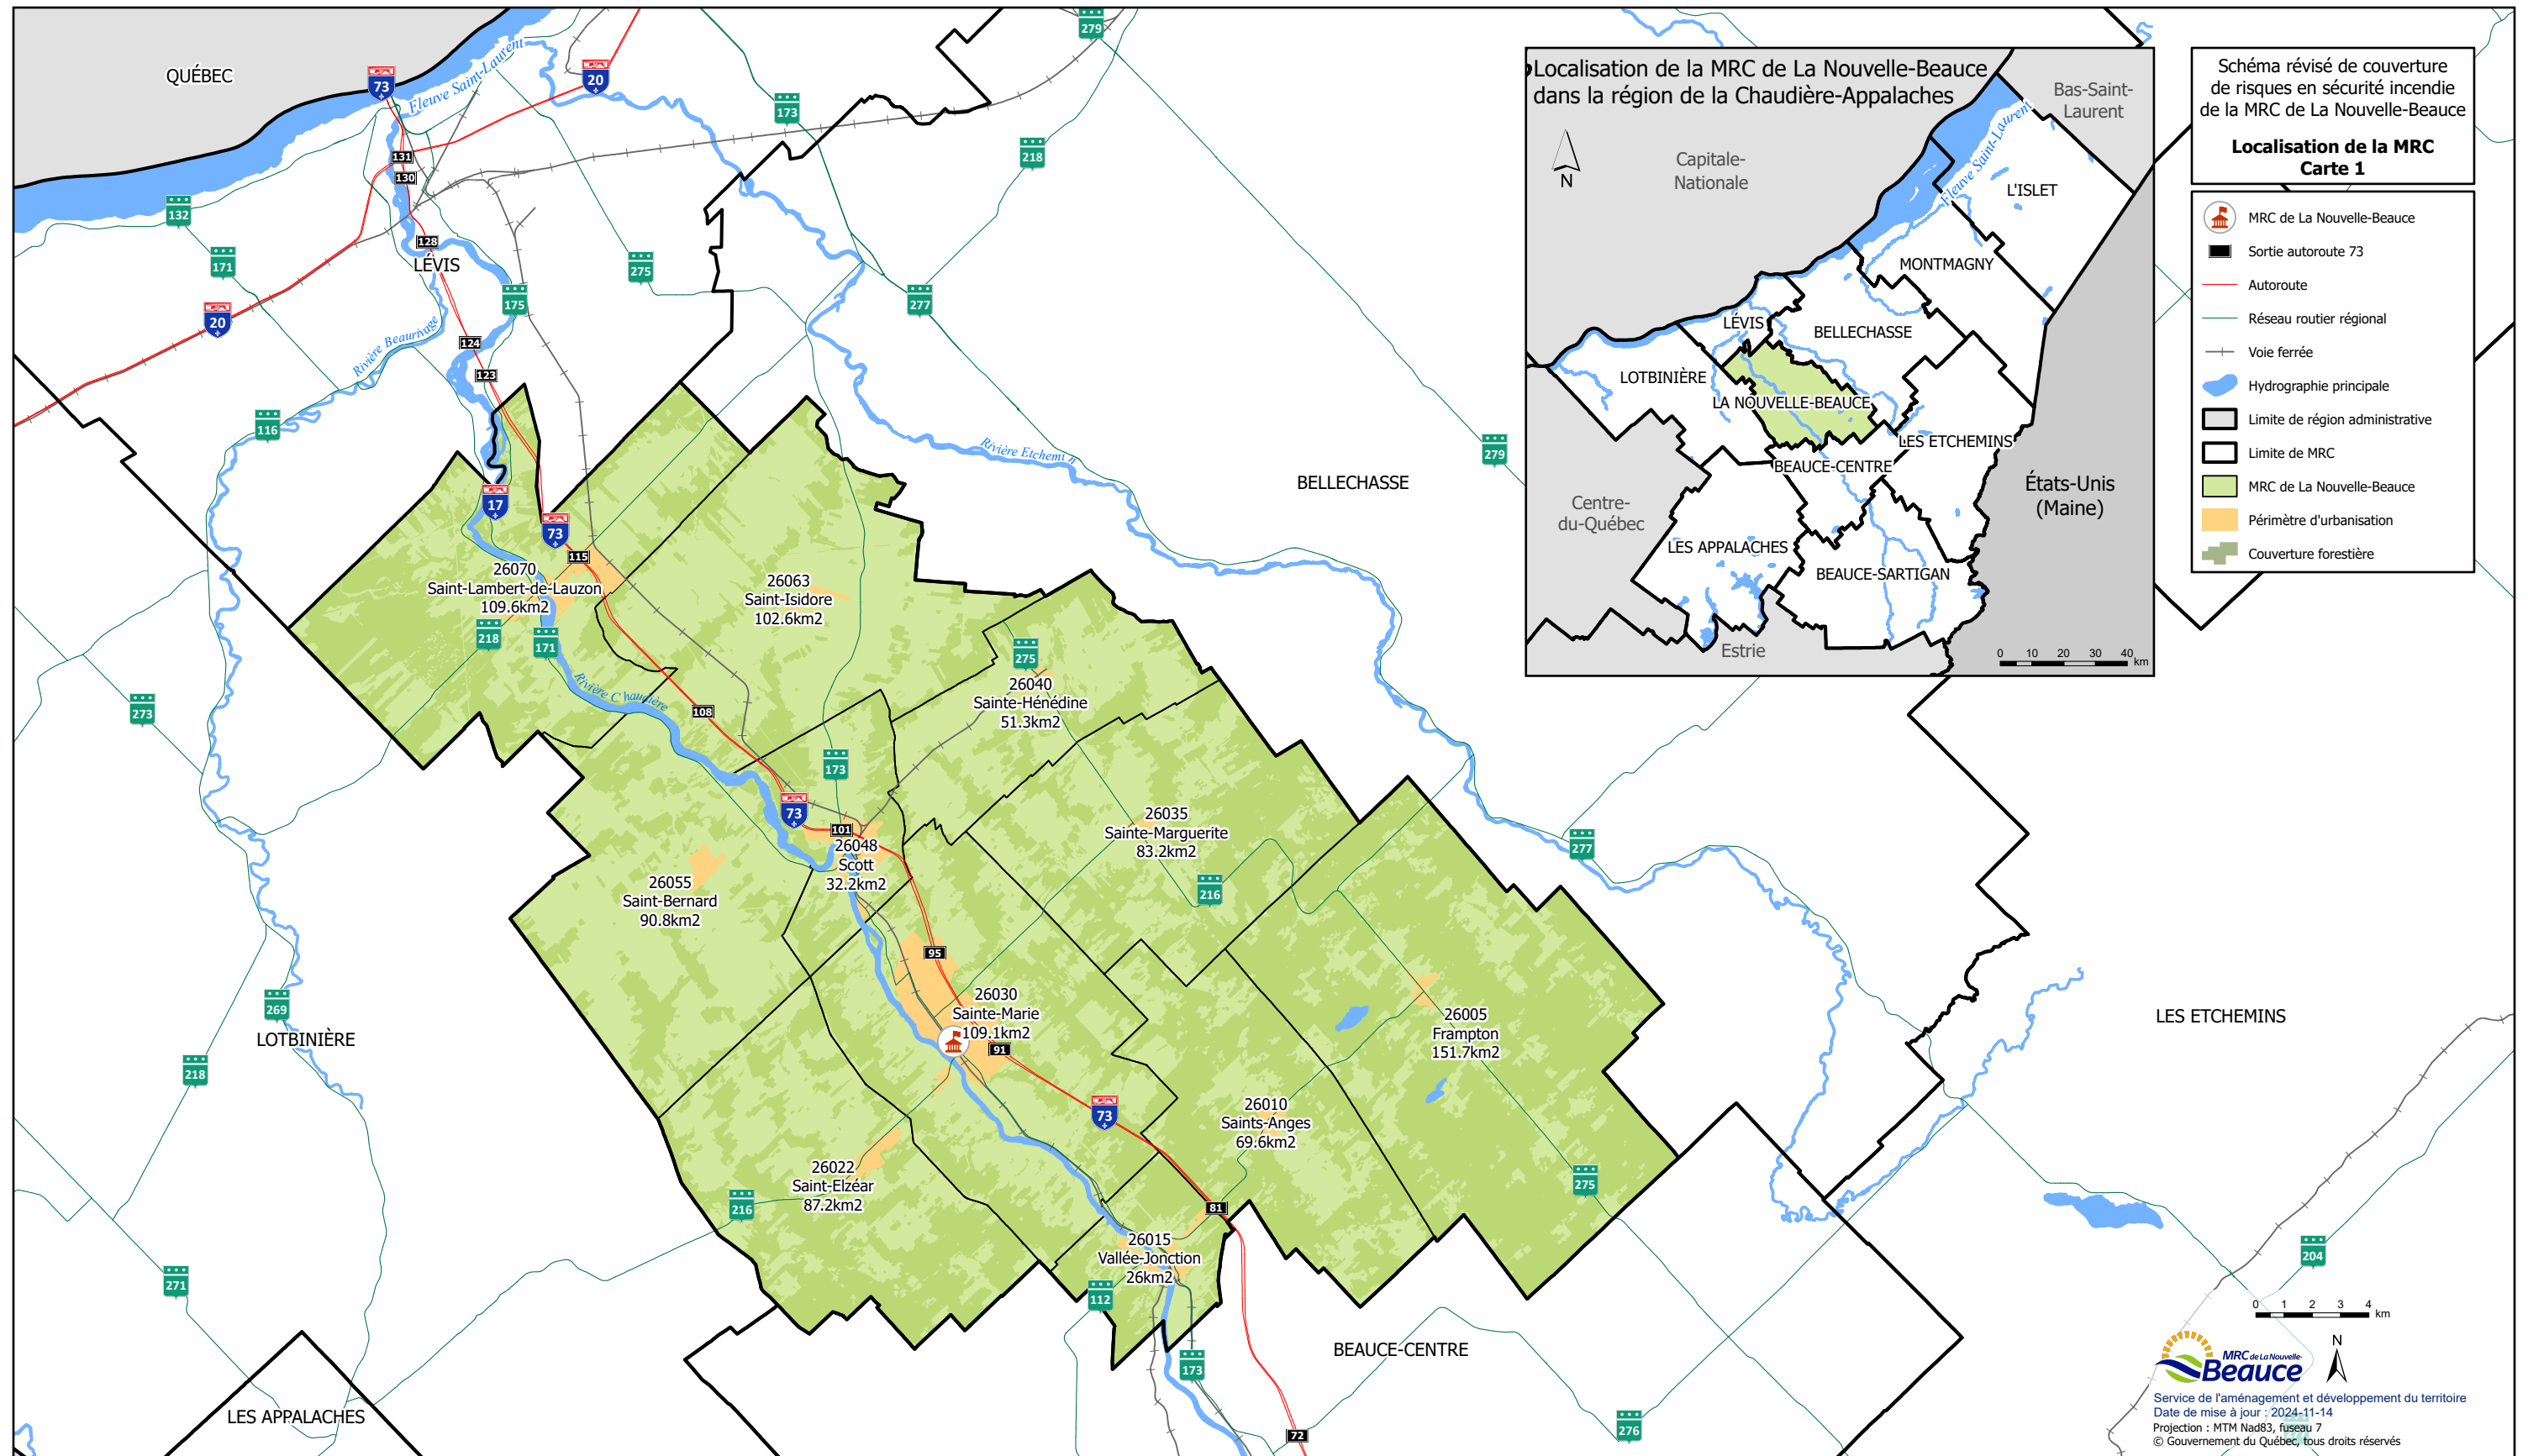 Schéma révisé de couverture
de risques en sécurité incendie
de la MRC de La Nouvelle-Beauce
Localisation de la MRC
Carte 1
MRC de La Nouvelle-Beauce
Sortie autoroute 73
Autoroute
Réseau routier régional
Voie ferrée
Hydrographie principale
Limite de région administrative
Limite de MRC
MRC de La Nouvelle-Beauce
Périmètre d'urbanisation
Couverture forestière
Localisation de la MRC de La Nouvelle-Beauce
dans la région de la Chaudière-Appalaches
N
Capitale-
Nationale
Bas-Saint-
Laurent
Fleuve Saint-Laurent
L'ISLET
MONTMAGNY
LÉVIS
BELLECHASSE
LOTBINIÈRE
LA NOUVELLE-BEAUCE
LES ETCHEMINS
BEAUCE-CENTRE
Centre-
du-Québec
États-Unis
(Maine)
LES APPALACHES
BEAUCE-SARTIGAN
Estrie
0 10 20 30 40
km
QUÉBEC
73
Fleuve Saint-Laurent
20
279
173
218
131
130
132
171
128
LÉVIS
275
175
277
20
Rivière Beaurivage
124
123
116
Rivière Etchemin
279
BELLECHASSE
17
73
115
26070
Saint-Lambert-de-Lauzon
109.6km2
218
171
26063
Saint-Isidore
102.6km2
275
26040
Sainte-Hénédine
51.3km2
Rivière Chaudière
108
273
173
73
101
26048
Scott
32.2km2
26035
Sainte-Marguerite
83.2km2
216
277
26055
Saint-Bernard
90.8km2
95
26030
Sainte-Marie
109.1km2
91
26005
Frampton
151.7km2
269
LOTBINIÈRE
218
LES ETCHEMINS
73
26010
Saints-Anges
69.6km2
26022
Saint-Elzéar
87.2km2
216
275
81
26015
Vallée-Jonction
26km2
112
271
204
173
BEAUCE-CENTRE
LES APPALACHES
276
72
0 1 2 3 4
km
N
MRC de La Nouvelle-
Beauce
Service de l'aménagement et développement du territoire
Date de mise à jour : 2024-11-14
Projection : MTM Nad83, fuseau 7
© Gouvernement du Québec, tous droits réservés